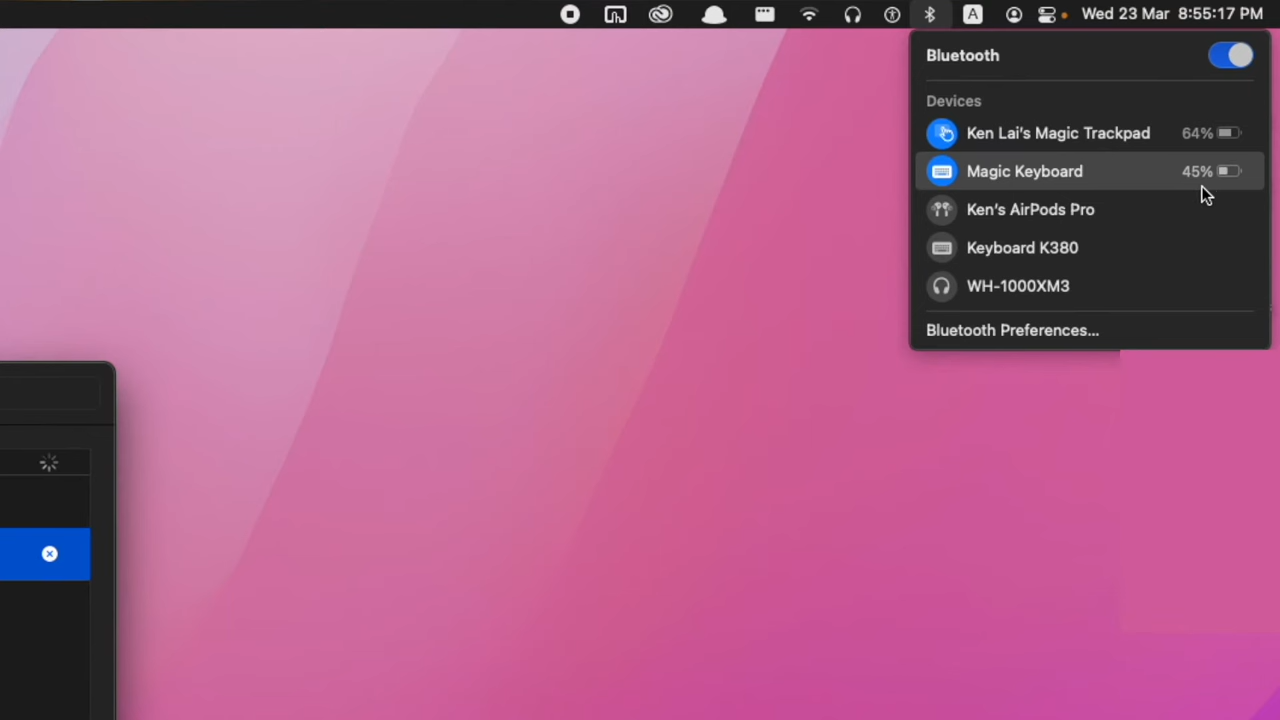 A Wed 23 Mar 8:55:17 PM
Bluetooth
Devices
Ken Lai's Magic Trackpad 64%
Magic Keyboard 45%
Ken's AirPods Pro
Keyboard K380
WH-1000XM3
Bluetooth Preferences...